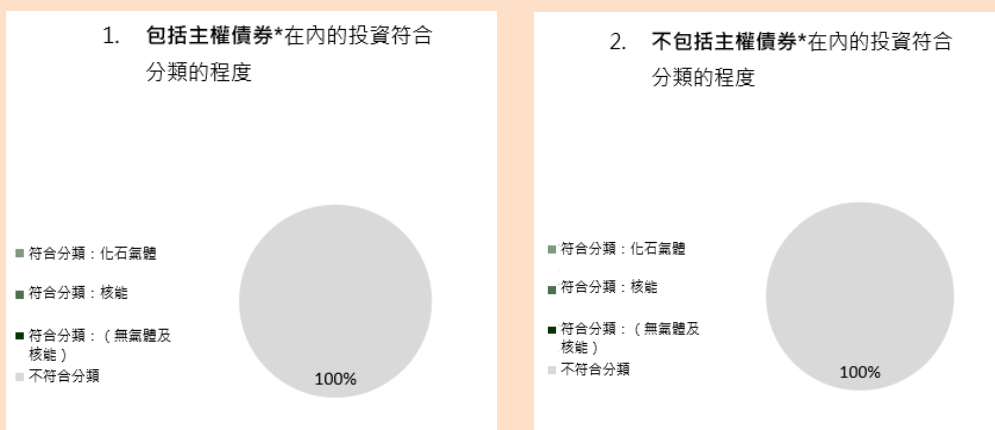 1. 包括主權債券*在內的投資符合
分類的程度
符合分類：化石氣體
符合分類：核能
符合分類：（無氣體及
核能）
不符合分類
100%
2. 不包括主權債券*在內的投資符合
分類的程度
符合分類：化石氣體
符合分類：核能
符合分類：（無氣體及
核能）
不符合分類
100%